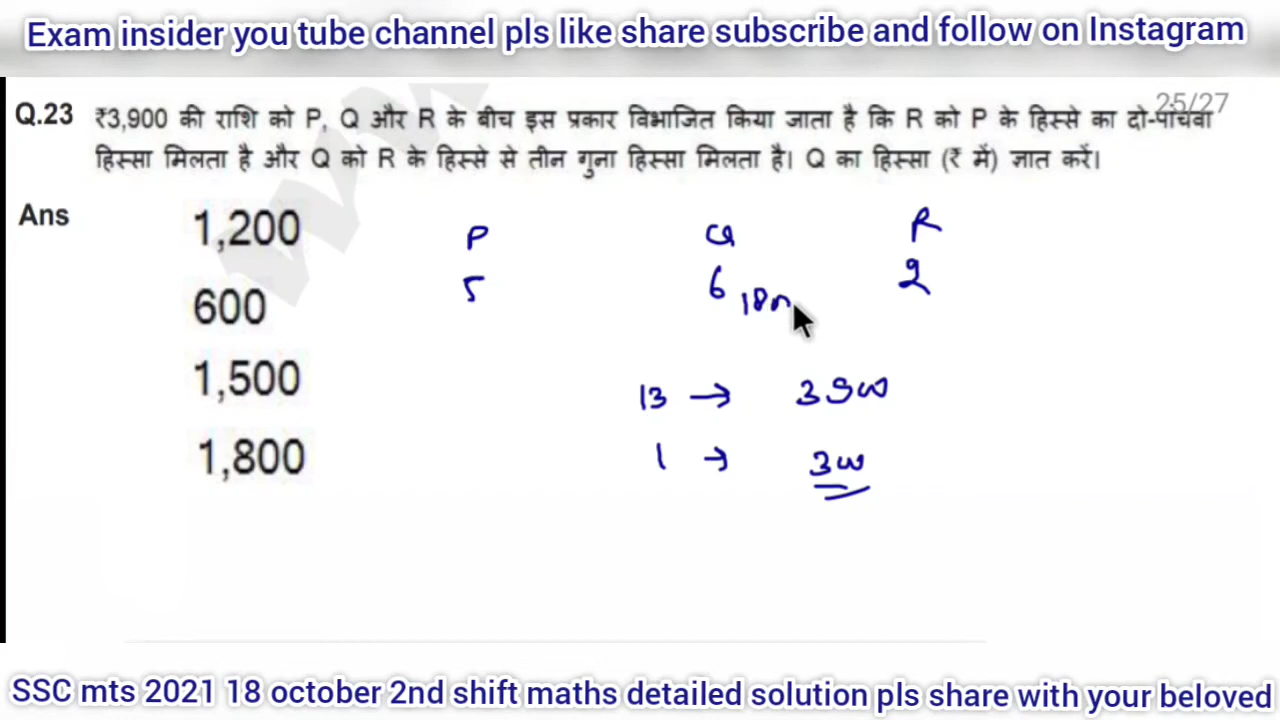 Exam insider you tube channel pls like share subscribe and follow on Instagram
25/27
Q.23 ₹3,900 की राशि को P, Q और R के बीच इस प्रकार विभाजित किया जाता है कि R को P के हिस्से का दो-पांचवां
हिस्सा मिलता है और Q को R के हिस्से से तीन गुना हिस्सा मिलता है। Q का हिस्सा (₹ में) ज्ञात करें।
Ans
1,200
P Q R
5 6 2
600
1,500
13 → 3900
1,800
1 → 300
SSC mts 2021 18 october 2nd shift maths detailed solution pls share with your beloved